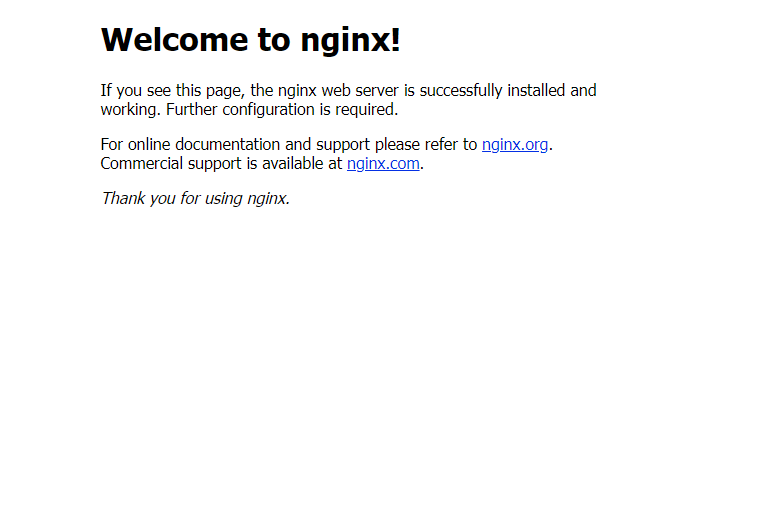 Welcome to nginx!
If you see this page, the nginx web server is successfully installed and
working. Further configuration is required.
For online documentation and support please refer to nginx.org.
Commercial support is available at nginx.com.
Thank you for using nginx.